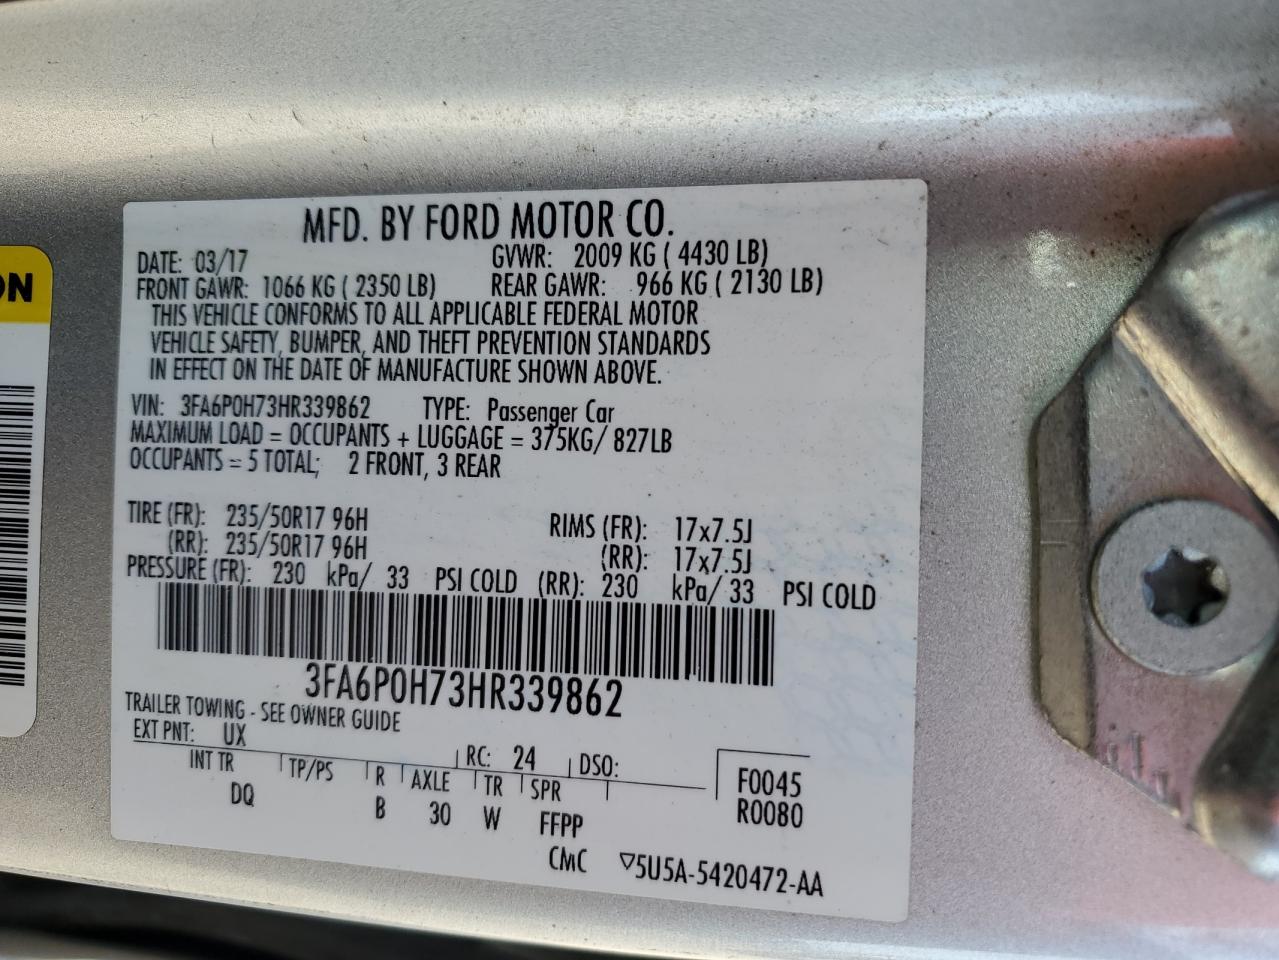 ON
MFD. BY FORD MOTOR CO.
DATE: 03/17 GVWR: 2009 KG ( 4430 LB)
FRONT GAWR: 1066 KG ( 2350 LB) REAR GAWR: 966 KG ( 2130 LB)
THIS VEHICLE CONFORMS TO ALL APPLICABLE FEDERAL MOTOR
VEHICLE SAFETY, BUMPER, AND THEFT PREVENTION STANDARDS
IN EFFECT ON THE DATE OF MANUFACTURE SHOWN ABOVE.
VIN: 3FA6P0H73HR339862 TYPE: Passenger Car
MAXIMUM LOAD = OCCUPANTS + LUGGAGE = 375KG/ 827LB
OCCUPANTS = 5 TOTAL; 2 FRONT, 3 REAR
TIRE (FR): 235/50R17 96H RIMS (FR): 17x7.5J
(RR): 235/50R17 96H (RR): 17x7.5J
PRESSURE (FR): 230 kPa/ 33 PSI COLD (RR): 230 kPa/ 33 PSI COLD
3FA6P0H73HR339862
TRAILER TOWING - SEE OWNER GUIDE
EXT PNT: UX RC: 24 DSO:
INT TR TP/PS R AXLE TR SPR F0045
DQ B 30 W FFPP R0080
CMC ▽5U5A-5420472-AA